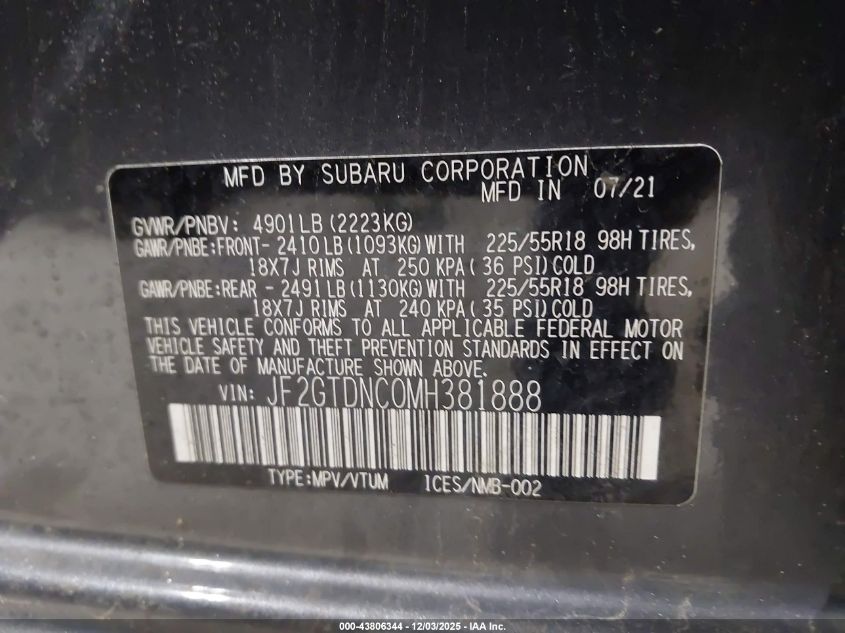 MFD BY SUBARU CORPORATION
MFD IN 07/21
GVWR/PNBV: 4901LB (2223KG)
GAWR/PNBE:FRONT- 2410LB(1093KG)WITH 225/55R18 98H TIRES,
18X7J RIMS AT 250 KPA( 36 PSI)COLD
GAWR/PNBE:REAR - 2491LB(1130KG)WITH 225/55R18 98H TIRES,
18X7J RIMS AT 240 KPA( 35 PSI)COLD
THIS VEHICLE CONFORMS TO ALL APPLICABLE FEDERAL MOTOR
VEHICLE SAFETY AND THEFT PREVENTION STANDARDS IN EFFECT ON
THE DATE OF MANUFACTURE SHOWN ABOVE.
VIN: JF2GTDNC0MH381888
TYPE:MPV/VTUM ICES/NMB-002
000-43806344 - 12/03/2025 - IAA Inc.